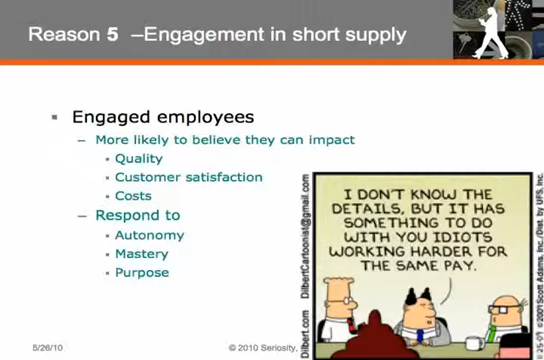 Reason 5 –Engagement in short supply
Engaged employees
– More likely to believe they can impact
Quality
Customer satisfaction
Costs
– Respond to
Autonomy
Mastery
Purpose
I DON'T KNOW THE
DETAILS, BUT IT HAS
SOMETHING TO DO
WITH YOU IDIOTS
WORKING HARDER FOR
THE SAME PAY.
Dilbert.com DilbertCartoonist@gmail.com
©2009 Scott Adams, Inc./Dist. by UFS, Inc.
5/26/10
© 2010 Seriosity,